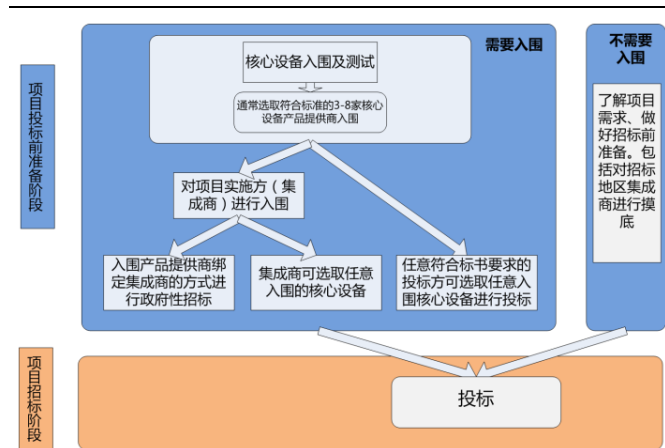 项目投标前准备阶段
需要入围
核心设备入围及测试
通常选取符合标准的3-8家核心
设备产品提供商入围
对项目实施方（集
成商）进行入围
入围产品提供商绑
定集成商的方式进
行政府性招标
集成商可选取任意
入围的核心设备
任意符合标书要求的
投标方可选取任意入
围核心设备进行投标
不需要
入围
了解项目
需求、做
好招标前
准备。包
括对招标
地区集成
商进行摸
底
项目招标阶段
投标